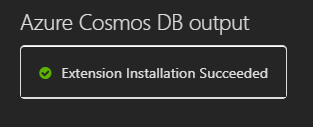 Azure Cosmos DB output
Extension Installation Succeeded